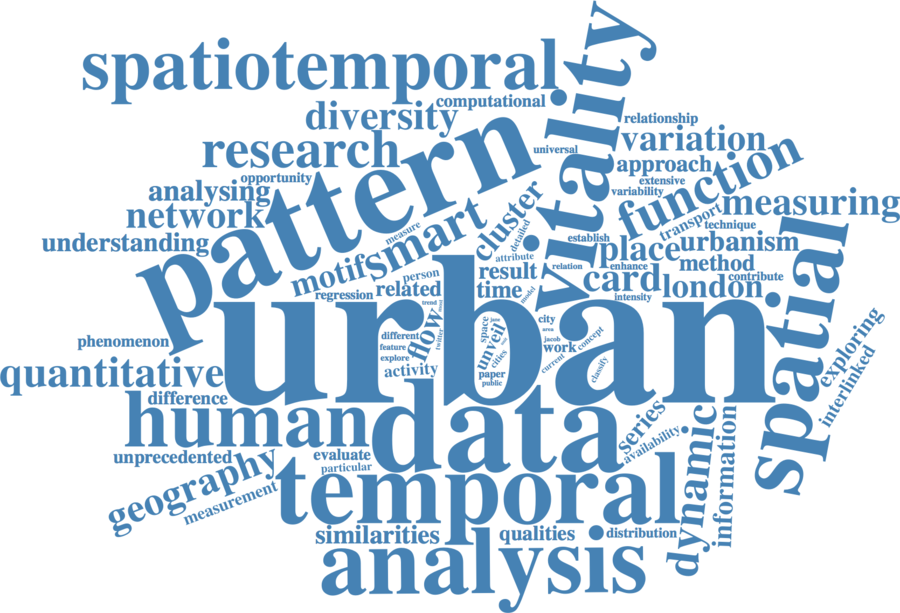 spatiotemporal
computational
diversity
vitality
relationship
variation
research
pattern
universal
approach
function
opportunity
extensive
variability
analysing
smart
cluster
measuring
network
measure
detailed
transport
technique
understanding
attribute
establish
place
urbanism
motifs
person
result
relation
enhance
method
related
time
card
contribute
regression
trend
model
intensity
london
urban
spatial
flow
twitter
space
jane
city
area
phenomenon
different
unveil
jacob
concept
feature
cities
work
exploring
explore
current
classify
quantitative
activity
paper
public
interlinked
difference
human
data
series
availability
dynamic
information
unprecedented
evaluate
particular
geography
measurement
temporal
similarities
qualities
distribution
analysis